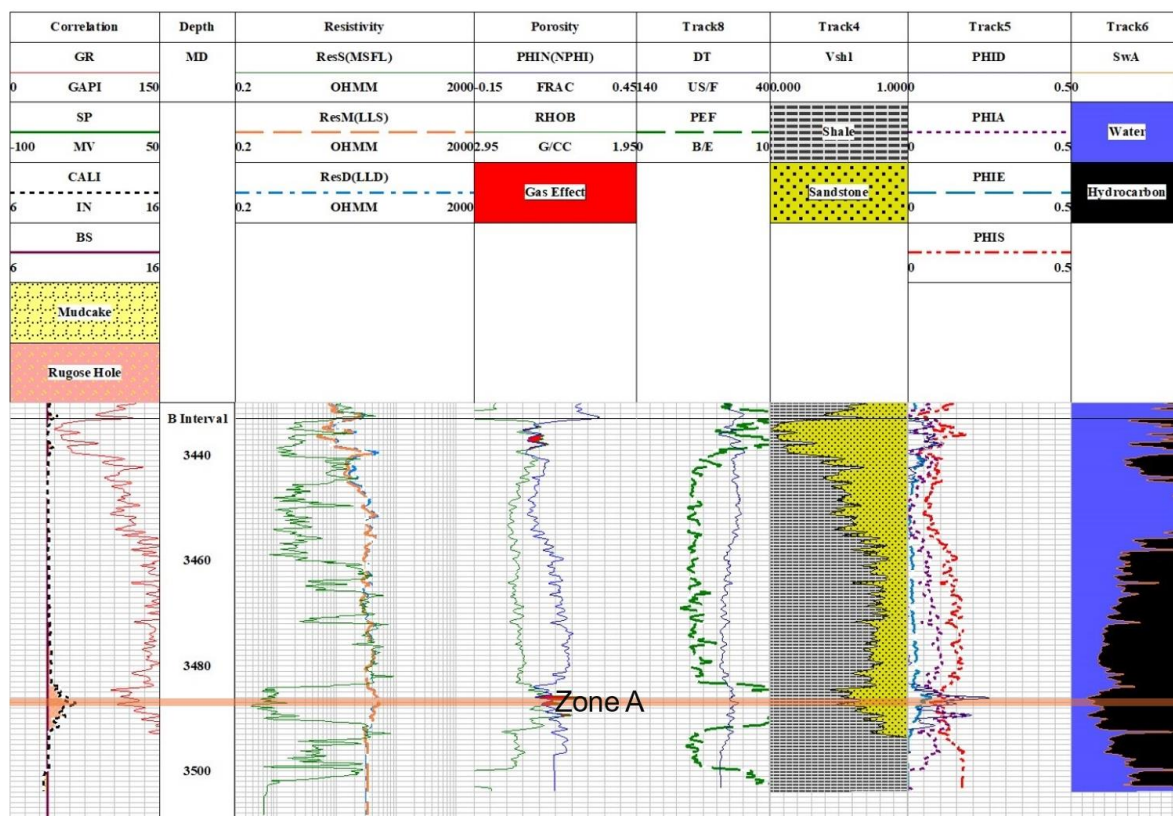 Correlation Depth Resistivity Porosity Track8 Track4 Track5 Track6
GR MD ResS(MSFL) PHIN(NPHI) DT Vsh1 PHID SwA
0 GAPI 150 0.2 OHMM 2000 -0.15 FRAC 0.45 140 US/F 40 0.000 1.000 0 0.5 0
SP ResM(LLS) RHOB PEF Shale PHIA Water
-100 MV 50 0.2 OHMM 2000 2.95 G/CC 1.95 0 B/E 10 0 0.5
CALI ResD(LLD) Gas Effect Sandstone PHIE Hydrocarbon
6 IN 16 0.2 OHMM 2000 0 0.5
BS PHIS
6 16 0 0.5
Mudcake
Rugose Hole
B Interval
3440
3460
3480
Zone A
3500